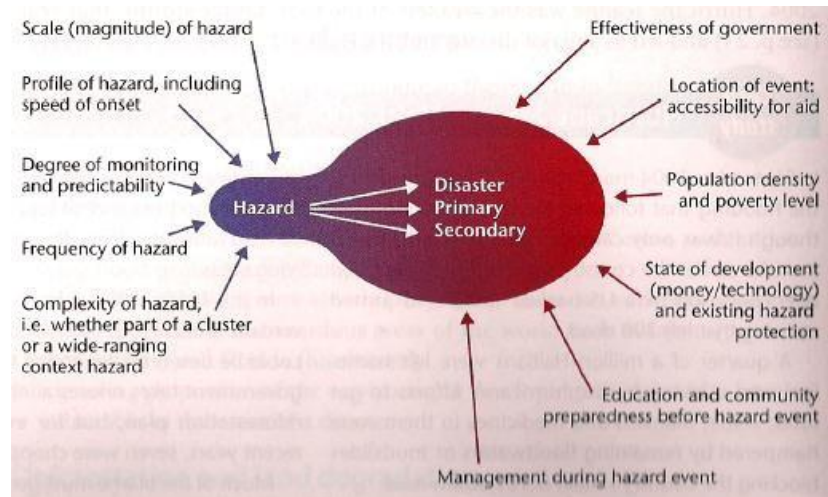 Scale (magnitude) of hazard
Profile of hazard, including
speed of onset
Degree of monitoring
and predictability
Frequency of hazard
Complexity of hazard,
i.e. whether part of a cluster
or a wide-ranging
context hazard
Hazard
Disaster
Primary
Secondary
Effectiveness of government
Location of event:
accessibility for aid
Population density
and poverty level
State of development
(money/technology)
and existing hazard
protection
Education and community
preparedness before hazard event
Management during hazard event